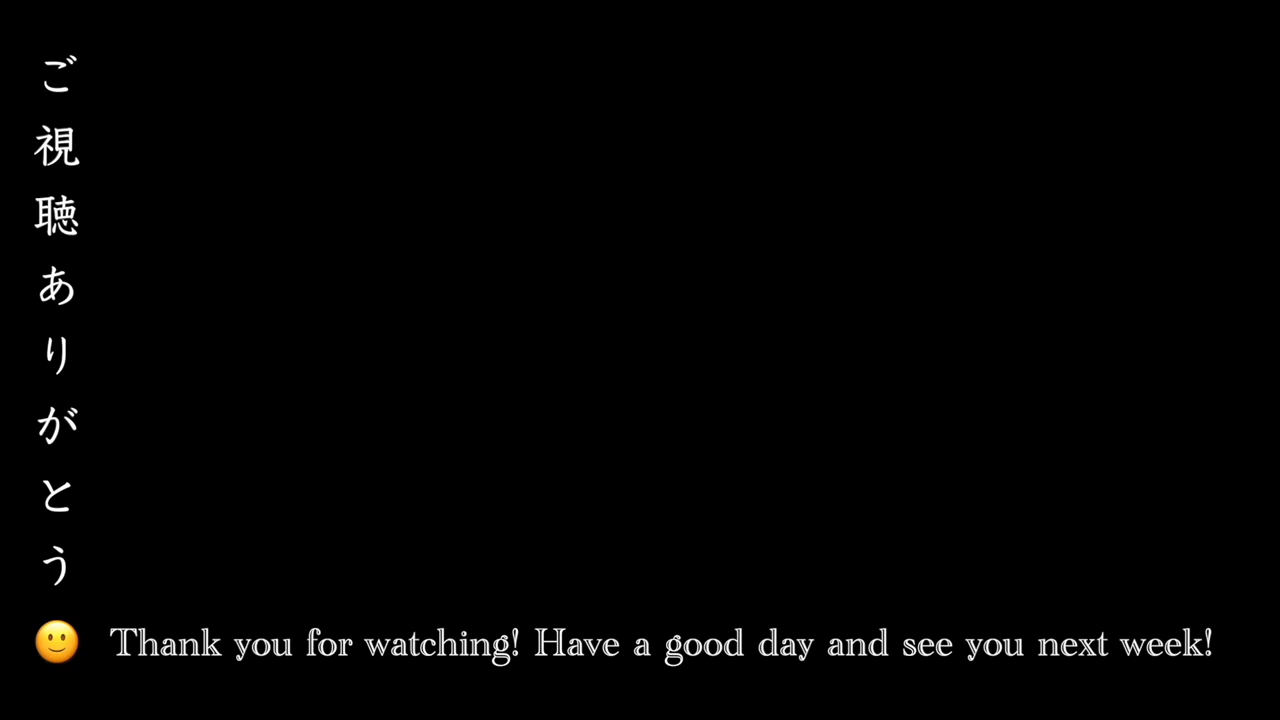 ご視聴ありがとう
🙂 Thank you for watching! Have a good day and see you next week!